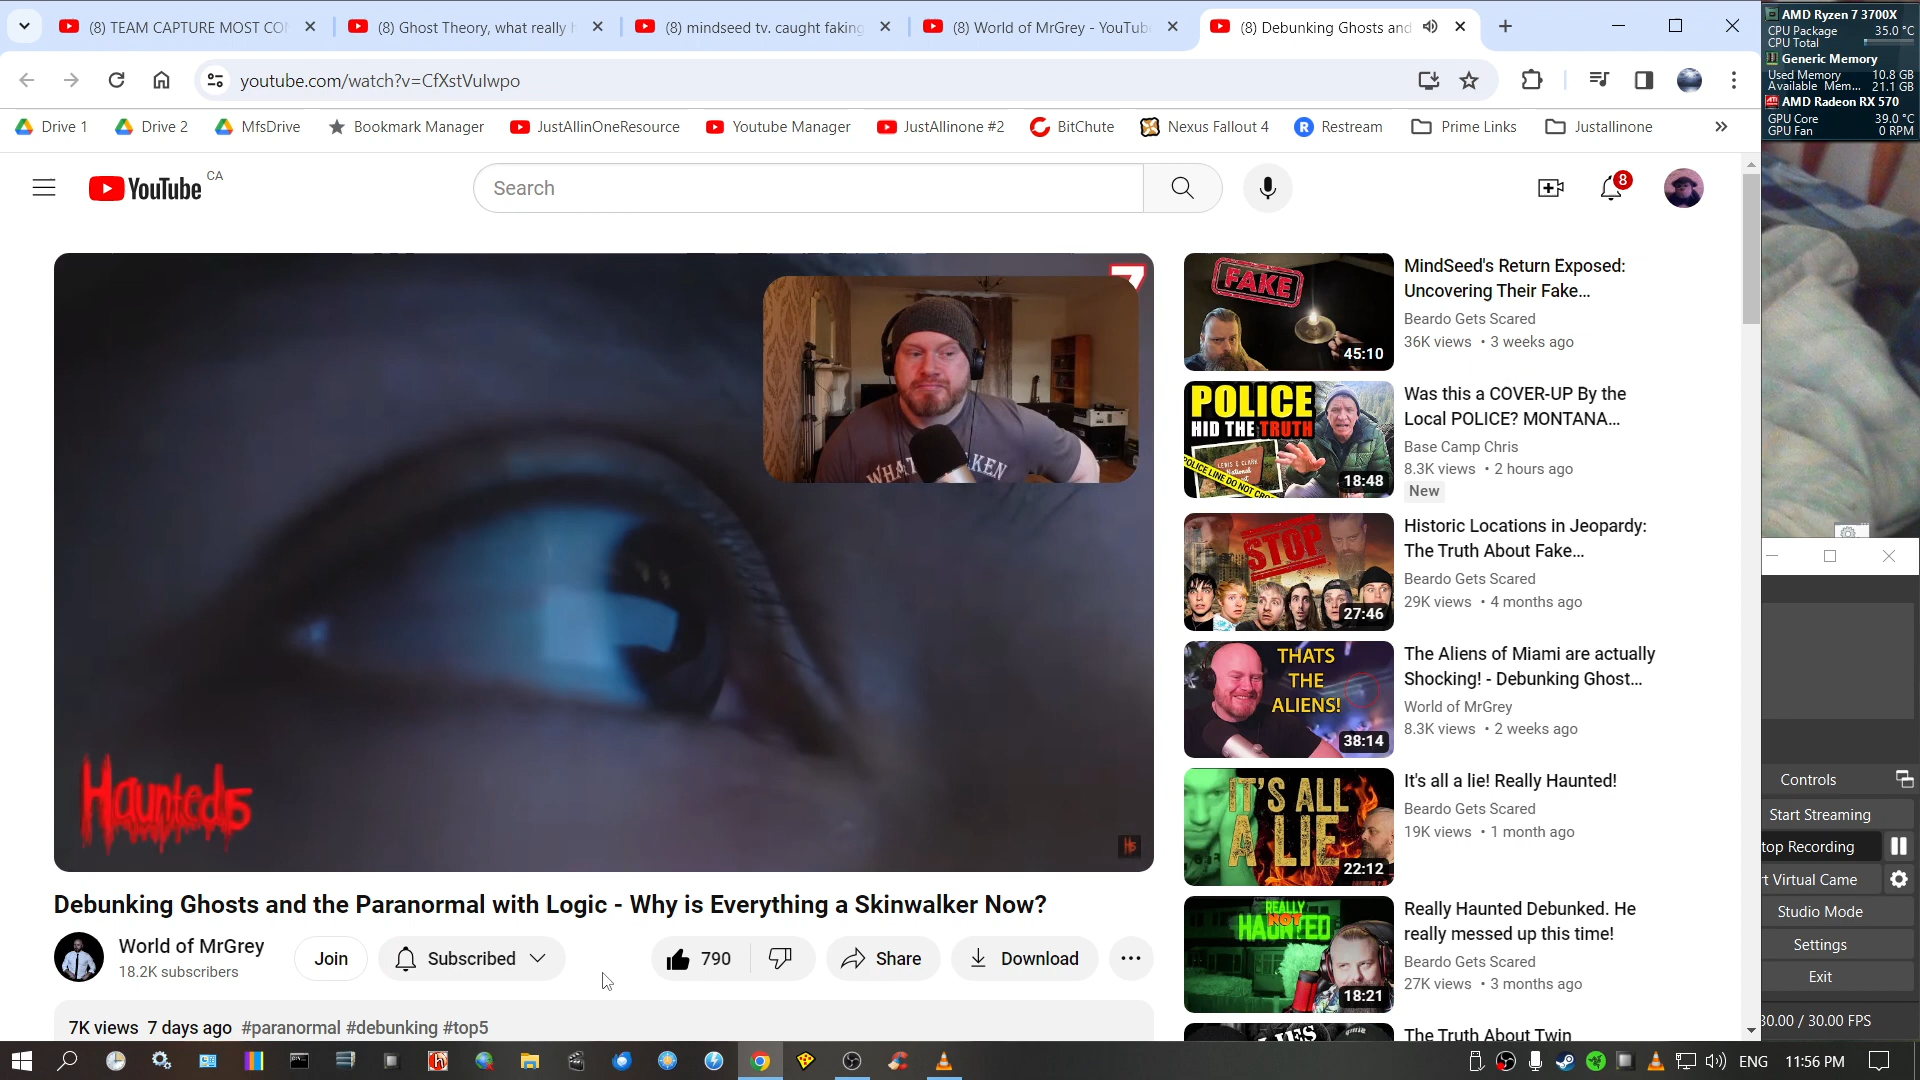 (8) TEAM CAPTURE MOST CO
(8) Ghost Theory, what really
(8) mindseed tv. caught faking
(8) World of MrGrey - YouTube
(8) Debunking Ghosts and
youtube.com/watch?v=CfXstVulwpo
Drive 1
Drive 2
MfsDrive
Bookmark Manager
JustAllinOneResource
Youtube Manager
JustAllinone #2
BitChute
Nexus Fallout 4
Restream
Prime Links
Justallinone
AMD Ryzen 7 3700X
CPU Package 35.0 °C
CPU Total
Generic Memory
Used Memory 10.8 GB
Available Mem... 21.1 GB
AMD Radeon RX 570
GPU Core 39.0 °C
GPU Fan 0 RPM
YouTube CA
Search
8
Haunted5
H5
Debunking Ghosts and the Paranormal with Logic - Why is Everything a Skinwalker Now?
World of MrGrey
18.2K subscribers
Join
Subscribed
790
Share
Download
7K views 7 days ago #paranormal #debunking #top5
FAKE
45:10
MindSeed's Return Exposed:
Uncovering Their Fake...
Beardo Gets Scared
36K views • 3 weeks ago
POLICE
HID THE TRUTH
LEWIS & CLARK
POLICE LINE DO NOT CRO
18:48
Was this a COVER-UP By the
Local POLICE? MONTANA...
Base Camp Chris
8.3K views • 2 hours ago
New
STOP
27:46
Historic Locations in Jeopardy:
The Truth About Fake...
Beardo Gets Scared
29K views • 4 months ago
THATS
THE
ALIENS!
38:14
The Aliens of Miami are actually
Shocking! - Debunking Ghost...
World of MrGrey
8.3K views • 2 weeks ago
IT'S ALL
A LIE
22:12
It's all a lie! Really Haunted!
Beardo Gets Scared
19K views • 1 month ago
REALLY
NOT
HAUNTED
18:21
Really Haunted Debunked. He
really messed up this time!
Beardo Gets Scared
27K views • 3 months ago
LIES
The Truth About Twin
Controls
Start Streaming
top Recording
rt Virtual Came
Studio Mode
Settings
Exit
30.00 / 30.00 FPS
ENG
11:56 PM